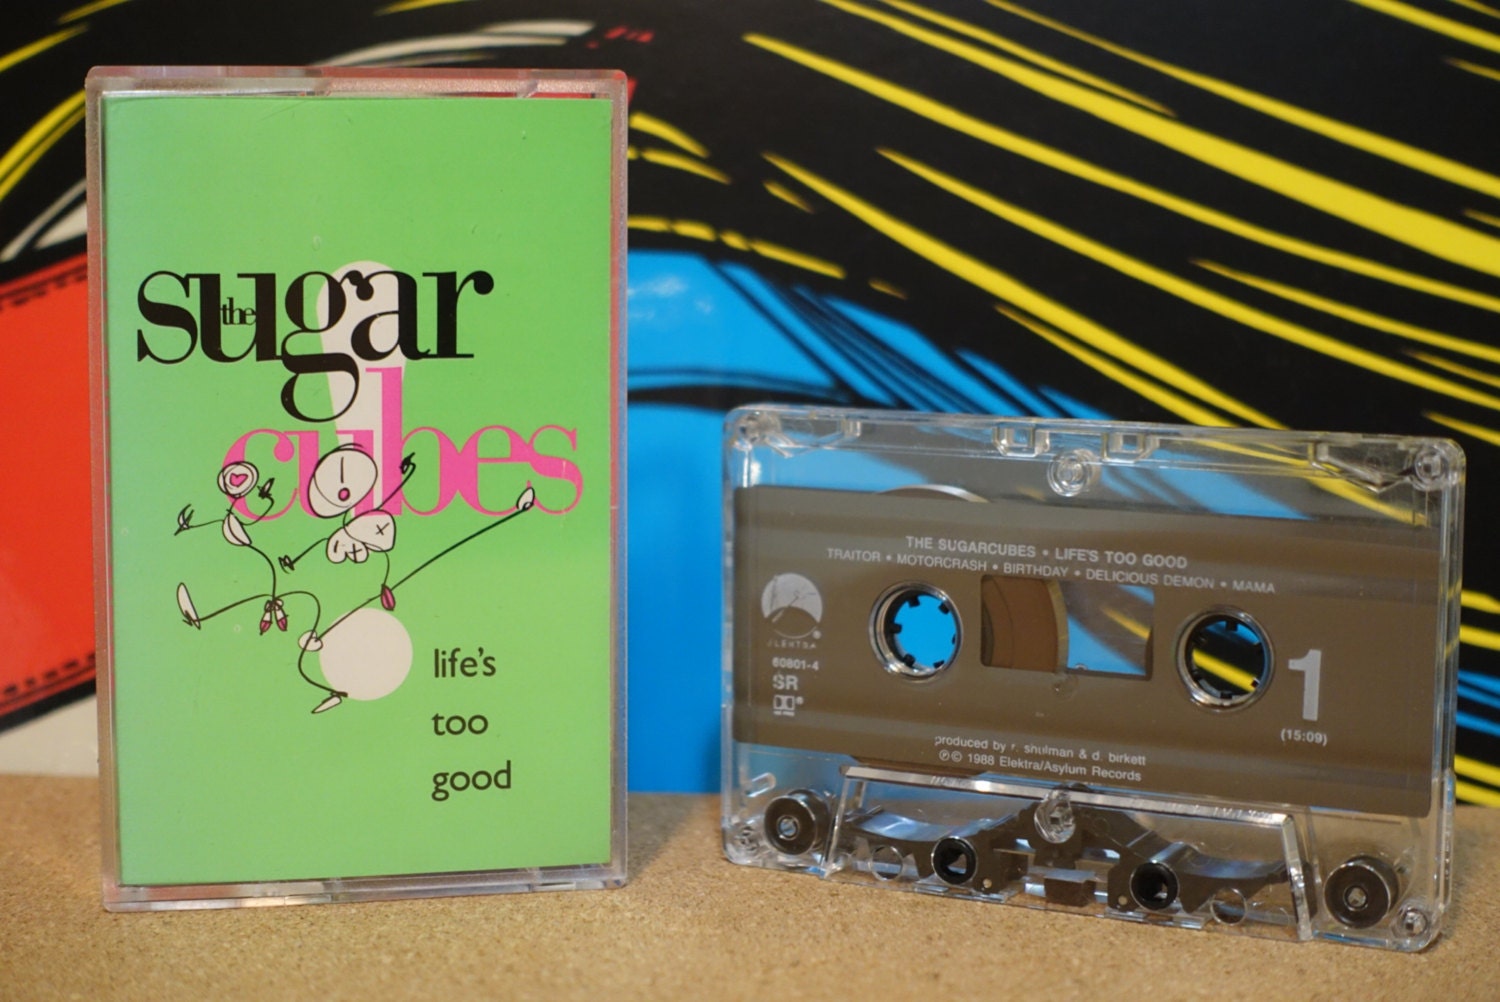 the
sugar
cubes
life's
too
good
THE SUGARCUBES • LIFE'S TOO GOOD
TRAITOR • MOTORCRASH • BIRTHDAY • DELICIOUS DEMON • MAMA
ELEKTRA
60801-4
SR
1
(15:09)
produced by r. shulman & d. birkett
℗© 1988 Elektra/Asylum Records